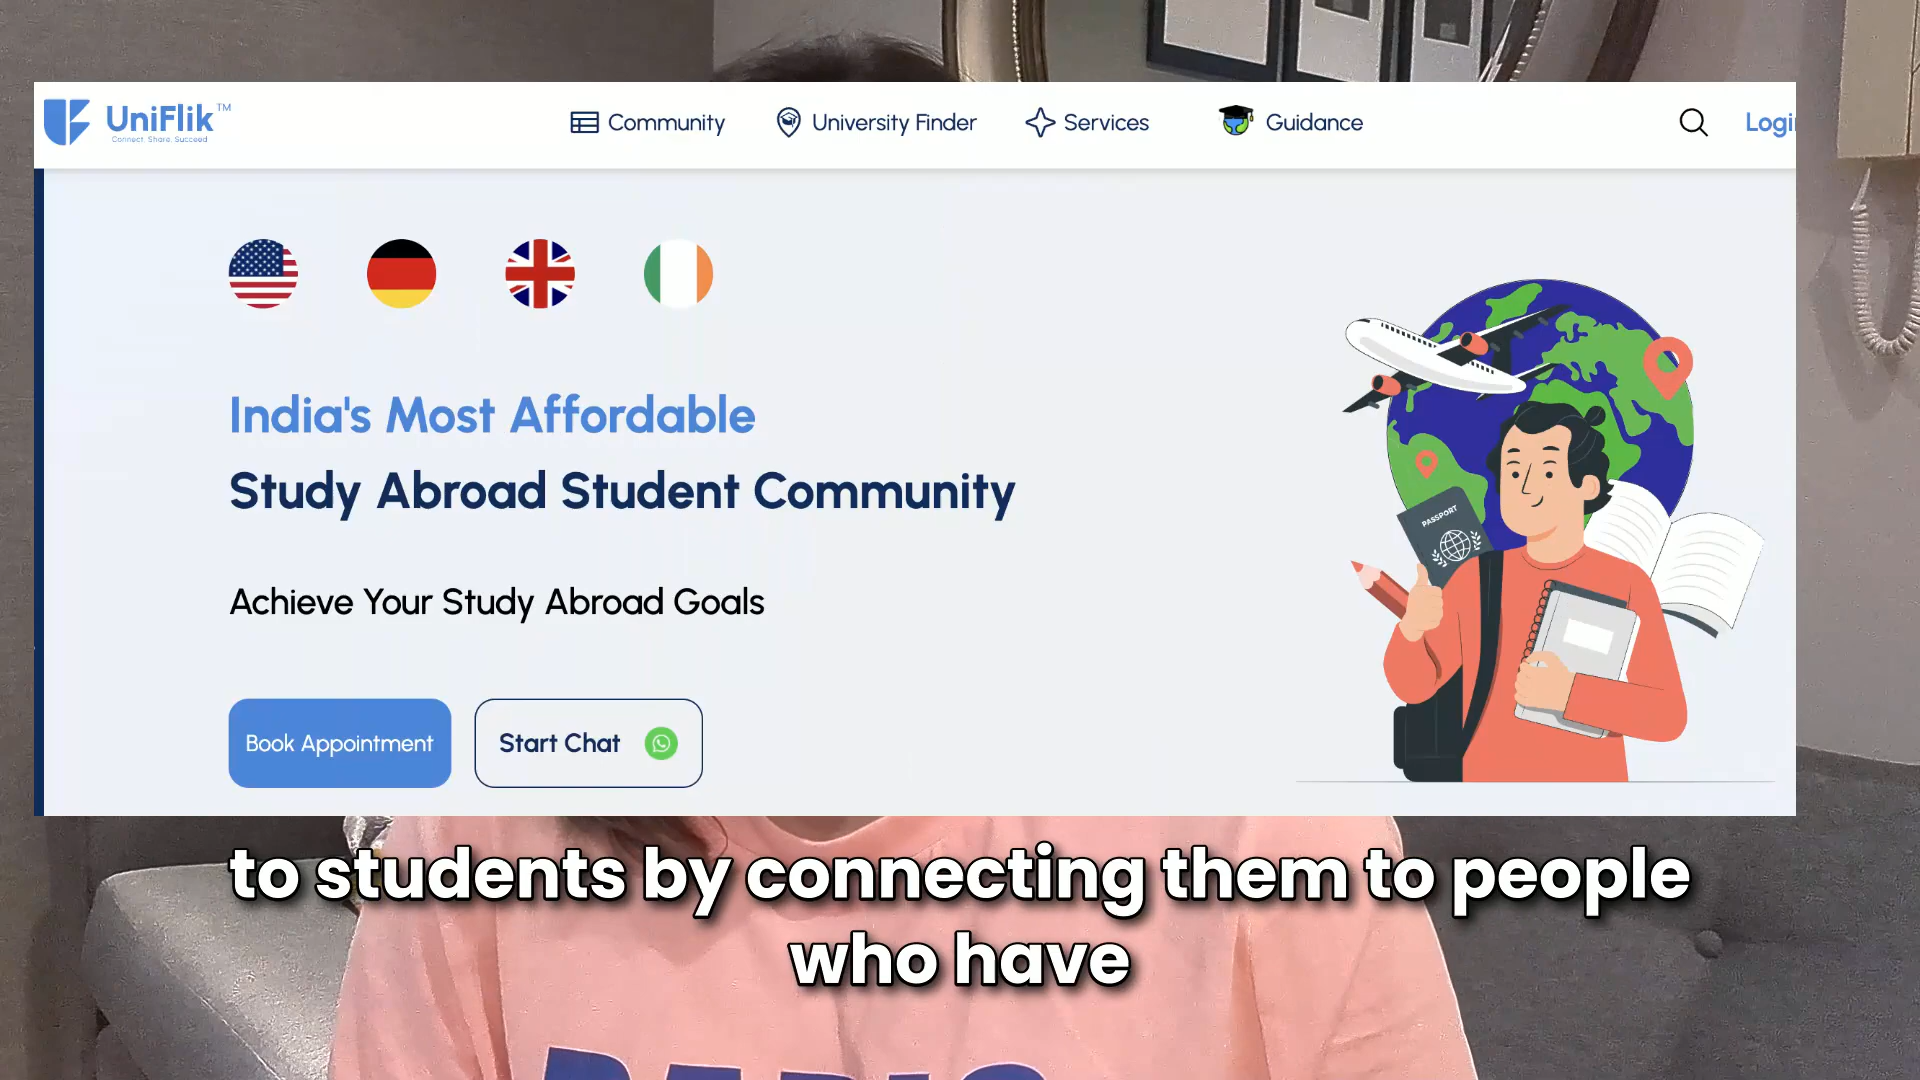 UniFlik™
Connect. Share. Succeed
Community
University Finder
Services
Guidance
India's Most Affordable
Study Abroad Student Community
PASSPORT
Achieve Your Study Abroad Goals
Book Appointment
Start Chat
to students by connecting them to people
who have